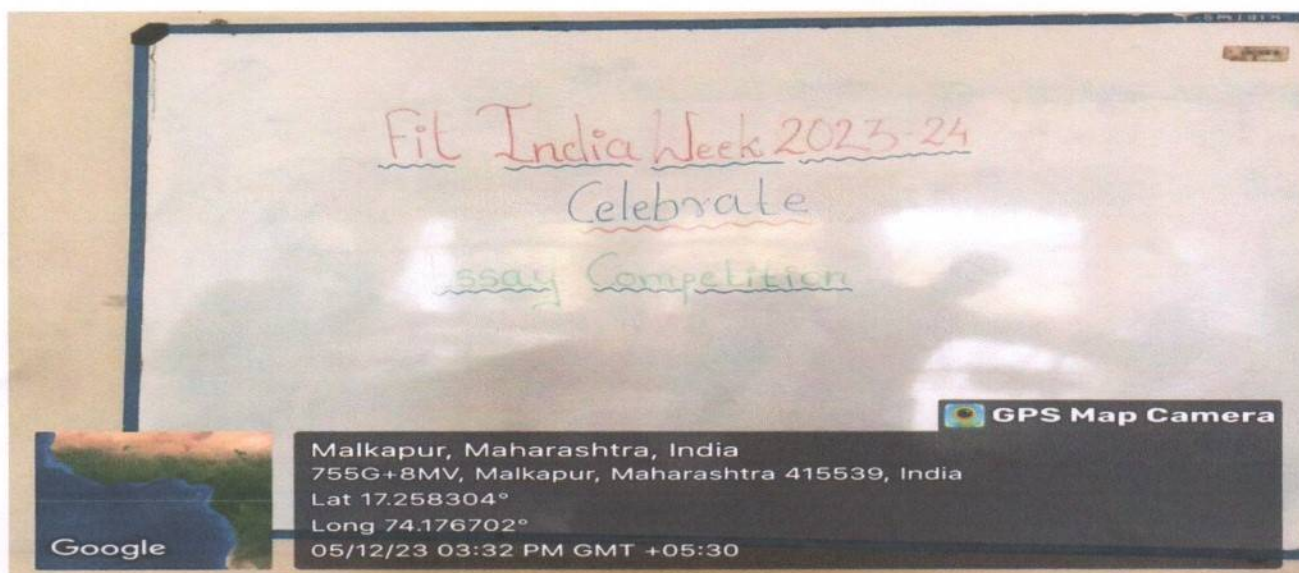 Fit India Week 2023-24
Celebrate
Essay Competition
GPS Map Camera
Malkapur, Maharashtra, India
755G+8MV, Malkapur, Maharashtra 415539, India
Lat 17.258304°
Long 74.176702°
05/12/23 03:32 PM GMT +05:30
Google